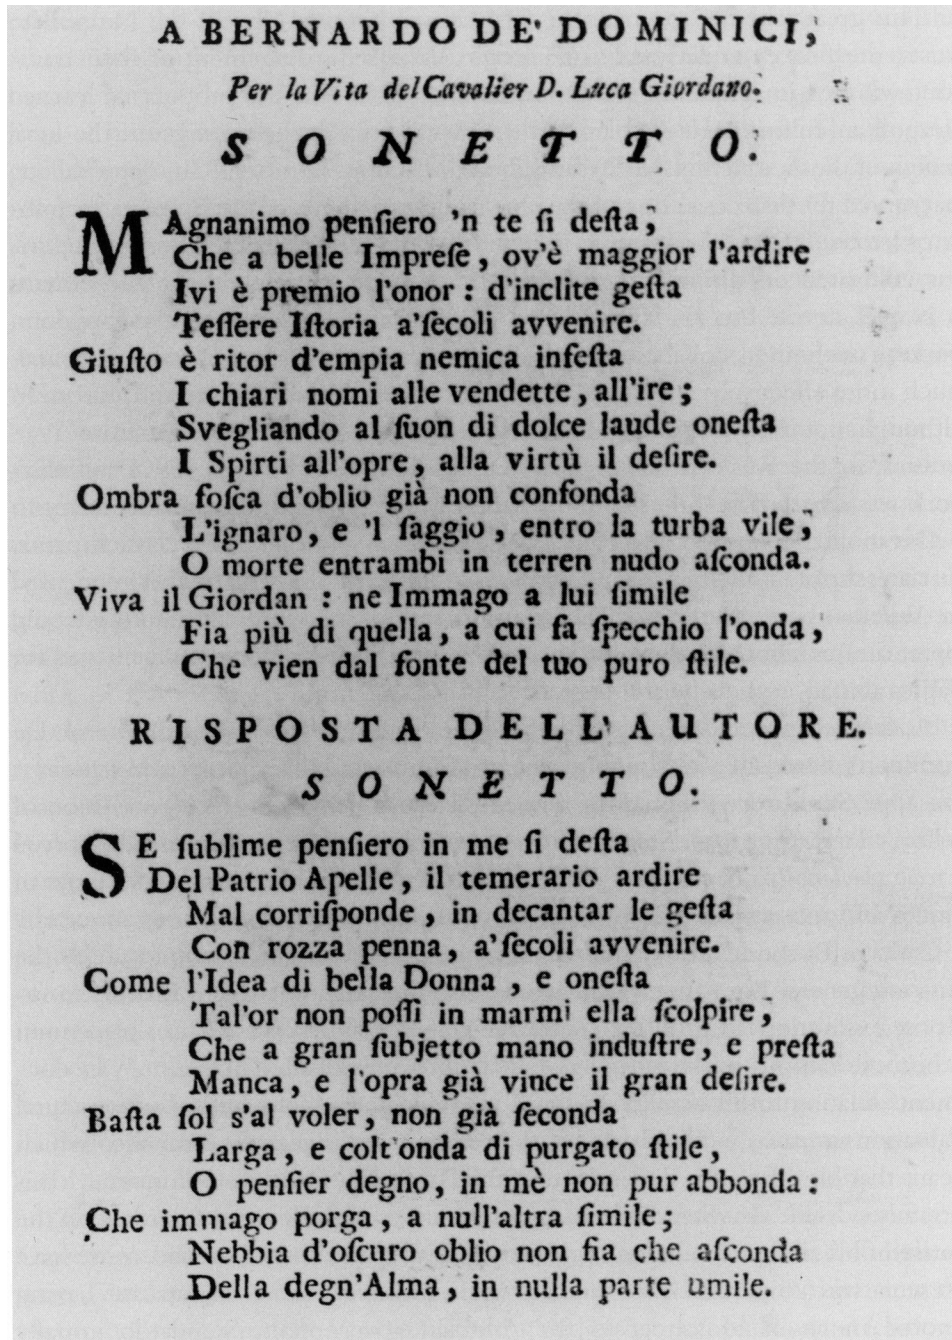 A BERNARDO DE' DOMINICI,
Per la Vita del Cavalier D. Luca Giordano.
SONETTO.
MAgnanimo penſiero 'n te ſi deſta,
Che a belle Impreſe, ov'è maggior l'ardire
Ivi è premio l'onor: d'inclite geſta
Teſſere Iſtoria a'ſecoli avvenire.
Giuſto è ritor d'empia nemica infeſta
I chiari nomi alle vendette, all'ire;
Svegliando al ſuon di dolce laude oneſta
I Spirti all'opre, alla virtù il deſire.
Ombra foſca d'oblio già non confonda
L'ignaro, e 'l ſaggio, entro la turba vile,
O morte entrambi in terren nudo aſconda.
Viva il Giordan: ne Immago a lui ſimile
Fia più di quella, a cui fa ſpecchio l'onda,
Che vien dal fonte del tuo puro ſtile.
RISPOSTA DELL'AUTORE.
SONETTO.
SE ſublime penſiero in me ſi deſta
Del Patrio Apelle, il temerario ardire
Mal corriſponde, in decantar le geſta
Con rozza penna, a'ſecoli avvenire.
Come l'Idea di bella Donna, e oneſta
Tal'or non poſſi in marmi ella ſcolpire,
Che a gran ſubjetto mano induſtre, e preſta
Manca, e l'opra già vince il gran deſire.
Baſta ſol s'al voler, non già ſeconda
Larga, e colt'onda di purgato ſtile,
O penſier degno, in mè non pur abbonda:
Che immago porga, a null'altra ſimile;
Nebbia d'oſcuro oblio non fia che aſconda
Della degn'Alma, in nulla parte umile.